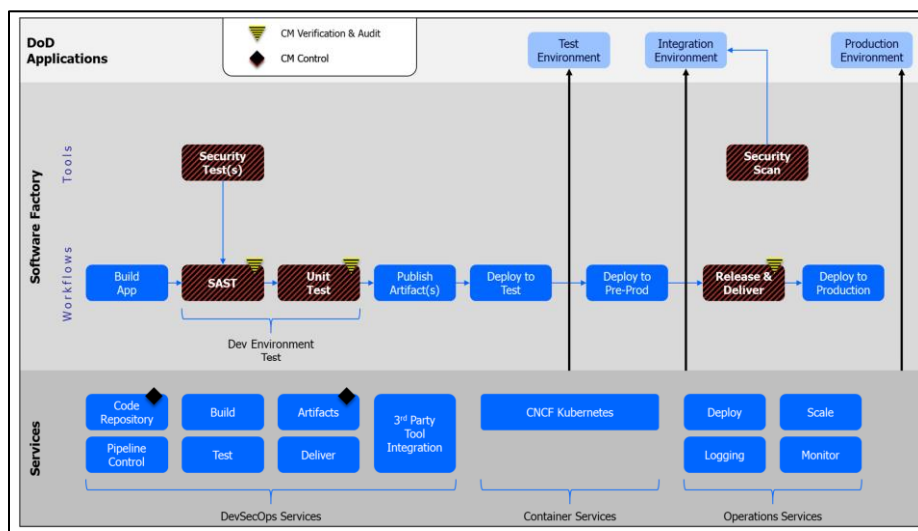 DoD
Applications
CM Verification & Audit
CM Control
Test
Environment
Integration
Environment
Production
Environment
Software Factory
Tools
Security
Test(s)
Security
Scan
Workflows
Build
App
SAST
Unit
Test
Publish
Artifact(s)
Deploy to
Test
Deploy to
Pre-Prod
Release &
Deliver
Deploy to
Production
Dev Environment
Test
Services
Code
Repository
Build
Artifacts
3rd Party
Tool
Integration
CNCF Kubernetes
Deploy
Scale
Pipeline
Control
Test
Deliver
Logging
Monitor
DevSecOps Services
Container Services
Operations Services